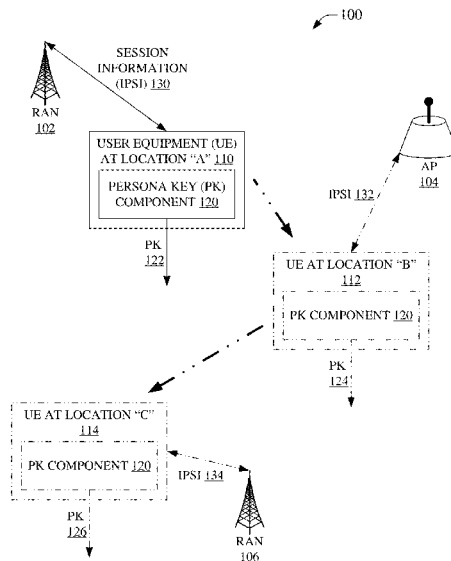 100
SESSION
INFORMATION
(IPSI) 130
RAN
102
USER EQUIPMENT (UE)
AT LOCATION "A" 110
PERSONA KEY (PK)
COMPONENT 120
AP
104
IPSI 132
PK
122
UE AT LOCATION "B"
112
PK COMPONENT 120
PK
124
UE AT LOCATION "C"
114
PK COMPONENT 120
IPSI 134
PK
126
RAN
106